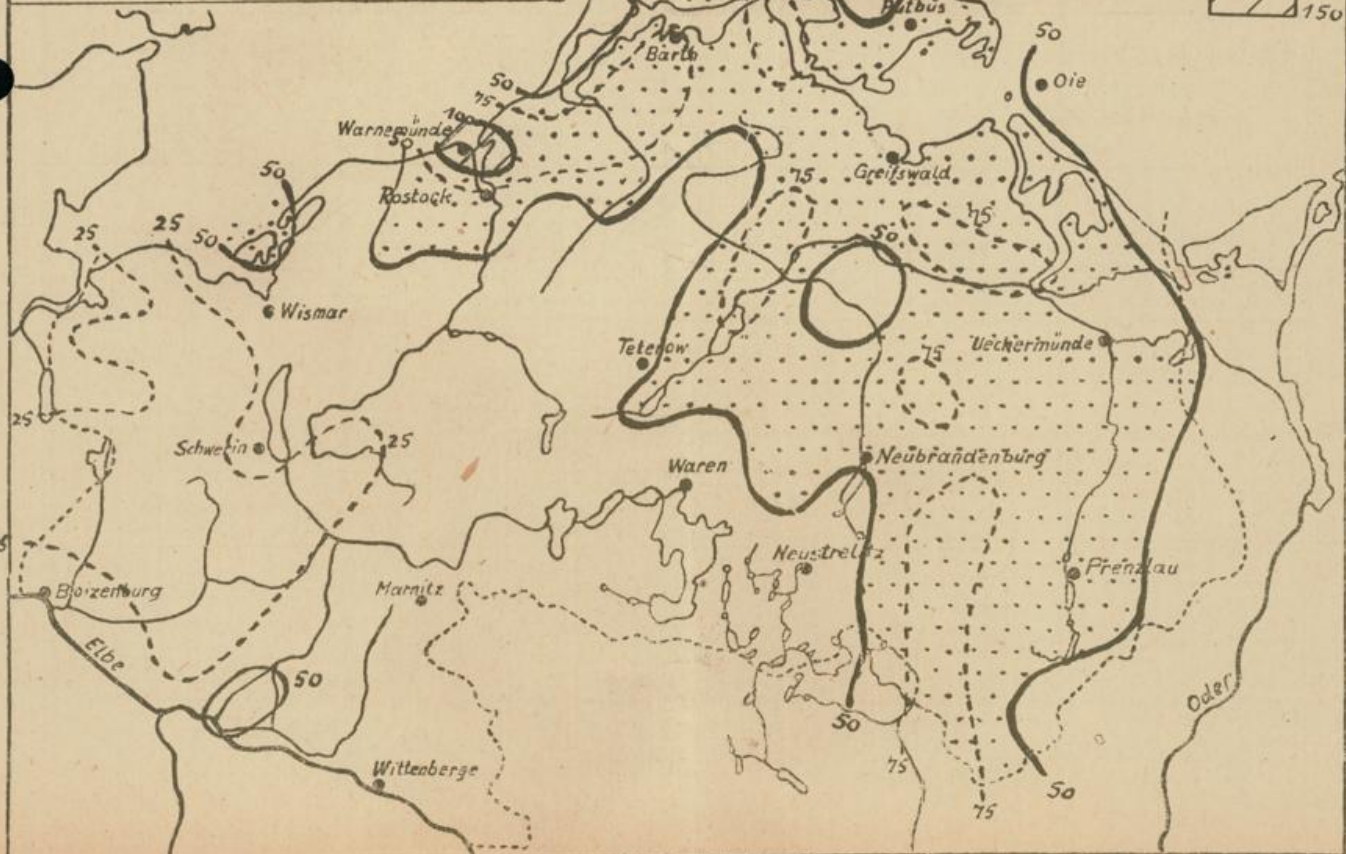 Putbus
150
50
Barth
Oie
50
75
100
Warnemünde
50
Rostock
Greifswald
75
75
25
25
50
50
Wismar
Teterow
Ueckermünde
75
25
Schwerin
25
Waren
Neubrandenburg
Neustrelitz
Prenzlau
Boizenburg
Marnitz
Elbe
50
Oder
50
Wittenberge
75
50
75